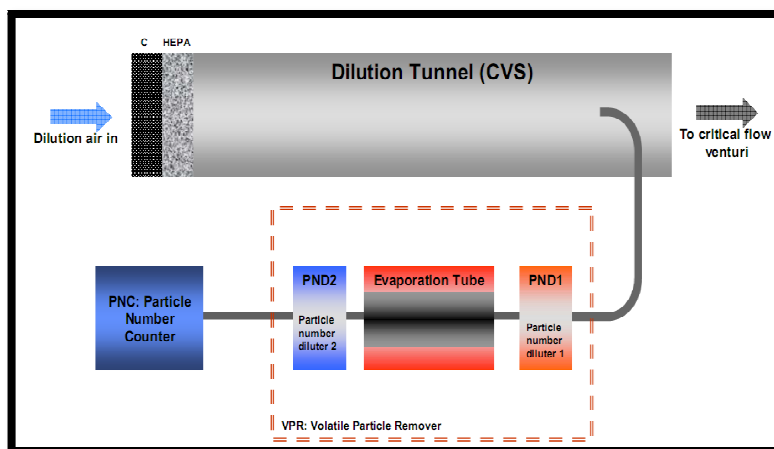 C HEPA
Dilution Tunnel (CVS)
Dilution air in
To critical flow
venturi
PNC: Particle
Number
Counter
PND2
Particle
number
diluter 2
Evaporation Tube
PND1
Particle
number
diluter 1
VPR: Volatile Particle Remover